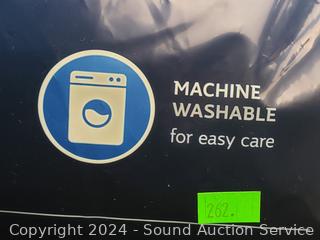 MACHINE
WASHABLE
for easy care
262.
Copyright 2024 - Sound Auction Service